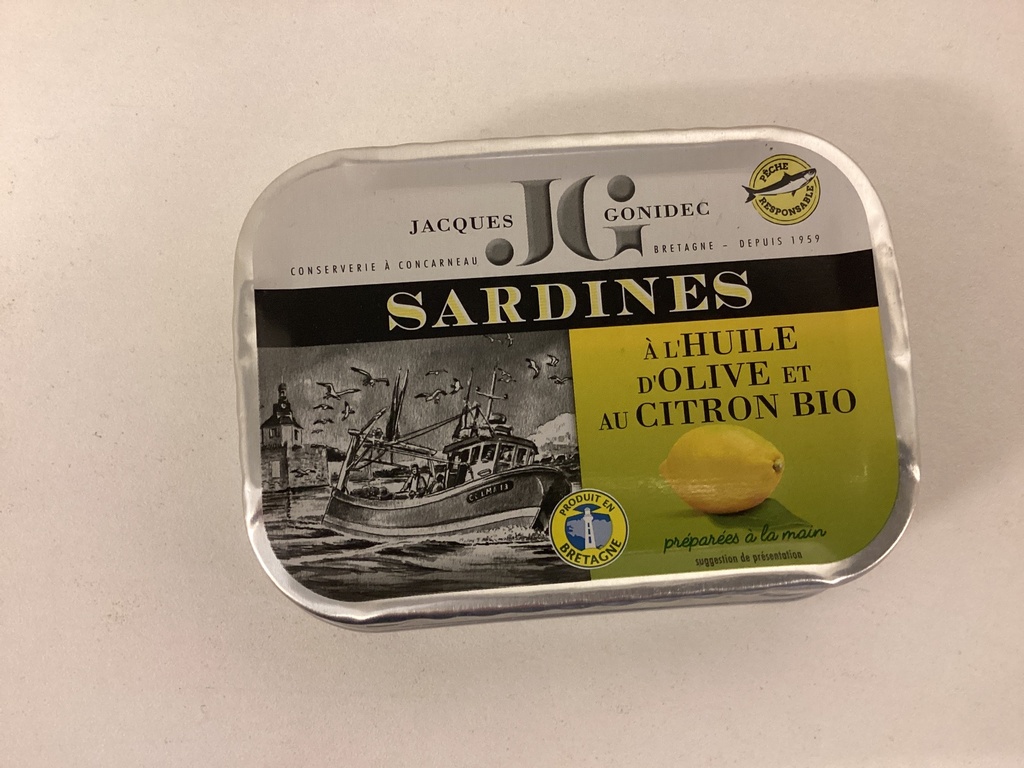 JACQUES JG GONIDEC
CONSERVERIE À CONCARNEAU
BRETAGNE – DEPUIS 1959
PÊCHE
RESPONSABLE
SARDINES
À L'HUILE
D'OLIVE ET
AU CITRON BIO
PRODUIT EN
BRETAGNE
préparées à la main
suggestion de présentation